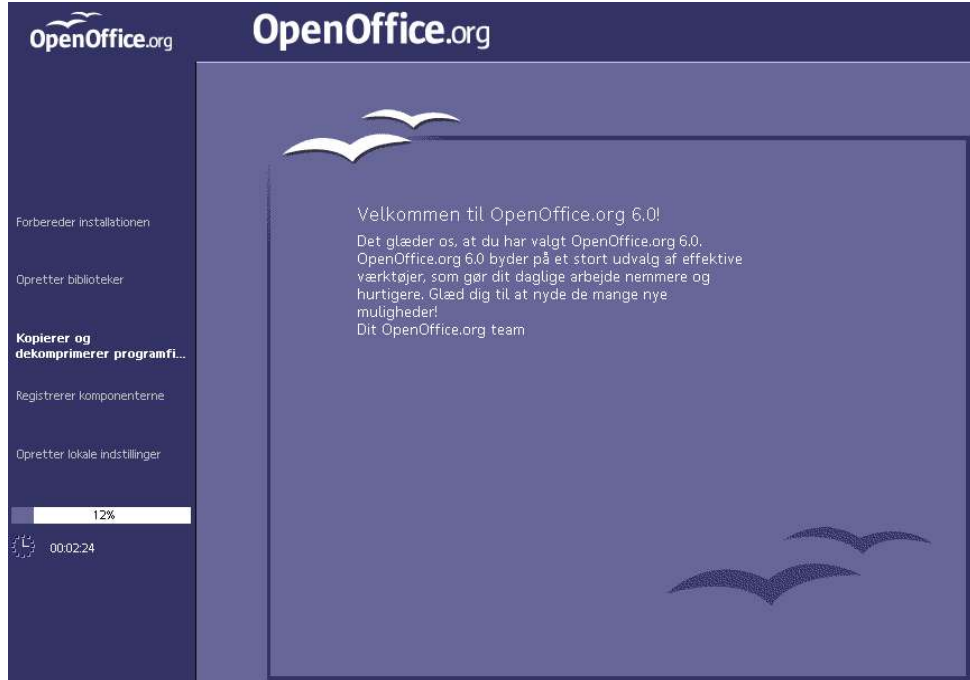 OpenOffice.org
OpenOffice.org
Forbereder installationen
Opretter biblioteker
Kopierer og
dekomprimerer programfi...
Registrerer komponenterne
Opretter lokale indstillinger
12%
00:02:24
Velkommen til OpenOffice.org 6.0!
Det glæder os, at du har valgt OpenOffice.org 6.0.
OpenOffice.org 6.0 byder på et stort udvalg af effektive
værktøjer, som gør dit daglige arbejde nemmere og
hurtigere. Glæd dig til at nyde de mange nye
muligheder!
Dit OpenOffice.org team